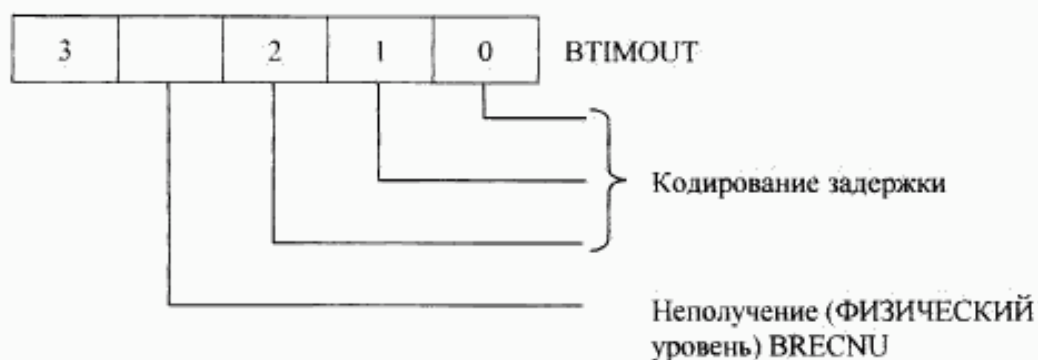 3 2 1 0 BTIMOUT
Кодирование задержки
Неполучение (ФИЗИЧЕСКИЙ
уровень) BRECNU